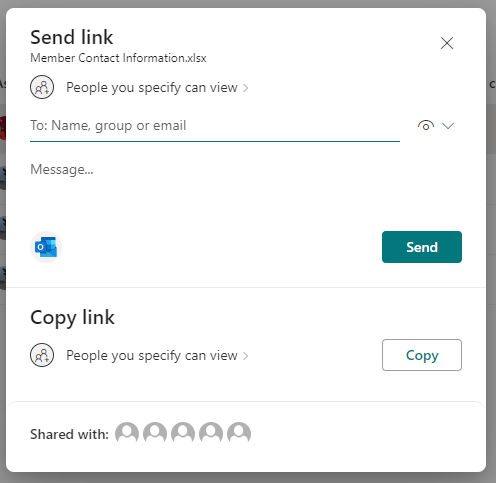 Send link
Member Contact Information.xlsx
People you specify can view
To: Name, group or email
Message...
Send
Copy link
People you specify can view
Copy
Shared with: